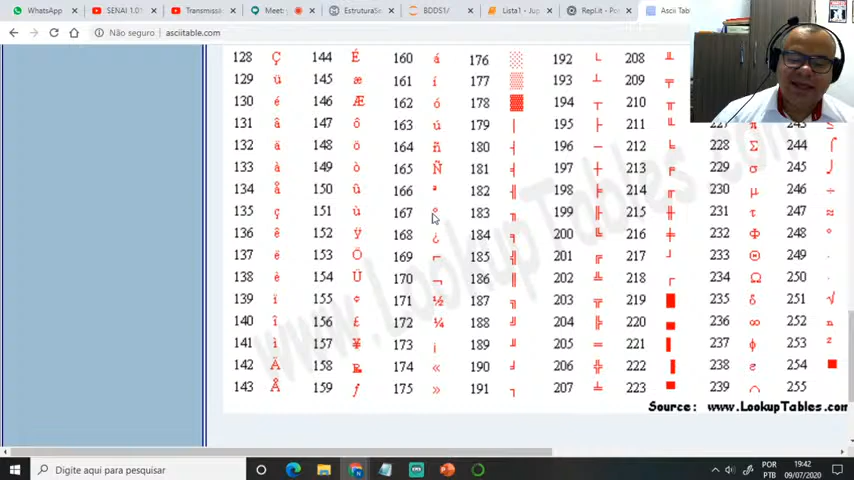 WhatsApp SENAI 1.01 Transmissã Meet: EstruturaSe BDDS1/ Lista1 - Jup RepLit - Po Ascii Tab
Não seguro asciitable.com
128 Ç 144 É 160 á 176 ░ 192 └ 208 ╨
129 ü 145 æ 161 í 177 ▒ 193 ┴ 209 ╤
130 é 146 Æ 162 ó 178 ▓ 194 ┬ 210 ╥
131 â 147 ô 163 ú 179 │ 195 ├ 211 ╙ 227 π 243 ≤
132 ä 148 ö 164 ñ 180 ┤ 196 ─ 212 ╘ 228 Σ 244 ⌠
133 à 149 ò 165 Ñ 181 ╡ 197 ┼ 213 ╒ 229 σ 245 ⌡
134 å 150 û 166 ª 182 ╢ 198 ╞ 214 ╓ 230 µ 246 ÷
135 ç 151 ù 167 º 183 ╖ 199 ╟ 215 ╫ 231 τ 247 ≈
136 ê 152 ÿ 168 ¿ 184 ╕ 200 ╚ 216 ╪ 232 Φ 248 °
137 ë 153 Ö 169 ⌐ 185 ╣ 201 ╔ 217 ┘ 233 Θ 249 ∙
138 è 154 Ü 170 ¬ 186 ║ 202 ╩ 218 ┌ 234 Ω 250 ·
139 ï 155 ¢ 171 ½ 187 ╗ 203 ╦ 219 █ 235 δ 251 √
140 î 156 £ 172 ¼ 188 ╝ 204 ╠ 220 ▄ 236 ∞ 252 ⁿ
141 ì 157 ¥ 173 ¡ 189 ╜ 205 ═ 221 ▌ 237 φ 253 ²
142 Ä 158 ₧ 174 « 190 ╛ 206 ╬ 222 ▐ 238 ε 254 ■
143 Å 159 ƒ 175 » 191 ┐ 207 ╧ 223 ▀ 239 ∩ 255
www.LookupTables.com
Source: www.LookupTables.com
Digite aqui para pesquisar
POR 19:42
PTB 09/07/2020